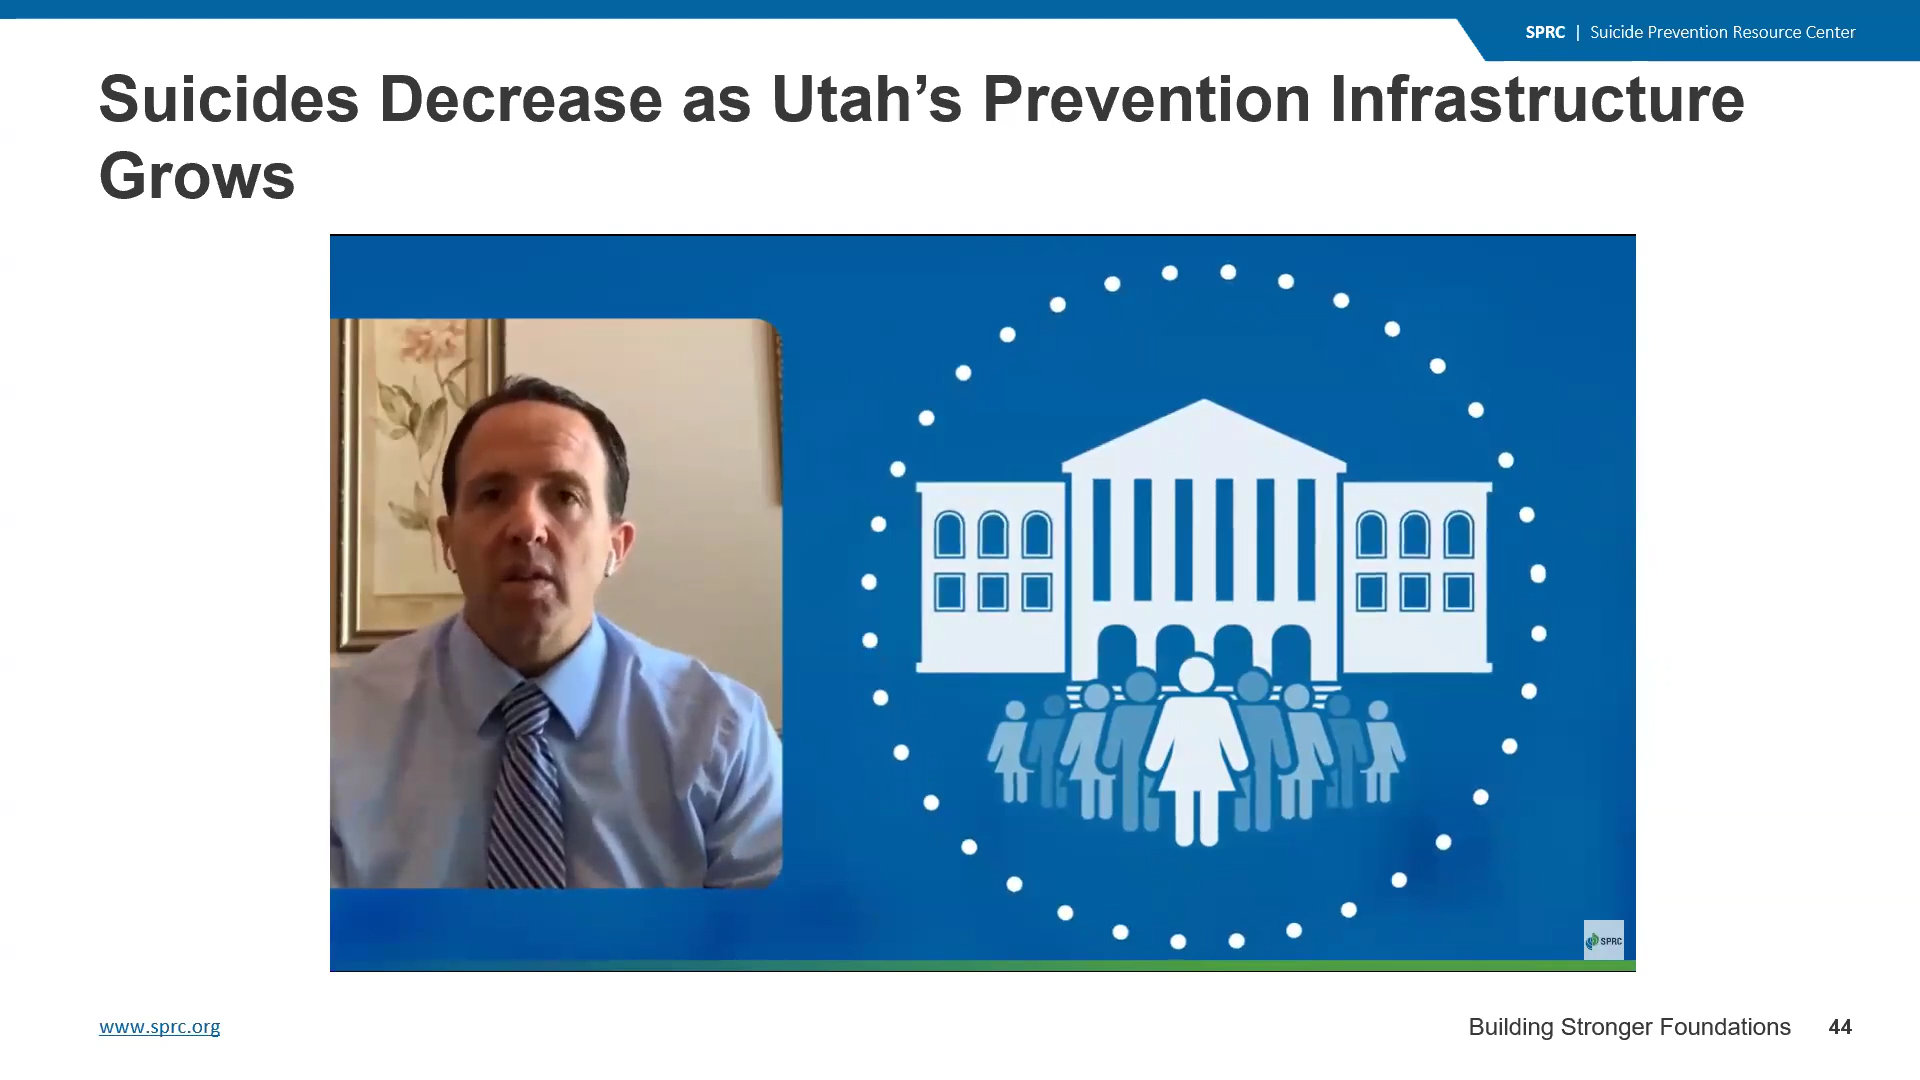 SPRC | Suicide Prevention Resource Center
Suicides Decrease as Utah’s Prevention Infrastructure
Grows
SPRC
www.sprc.org
Building Stronger Foundations 44